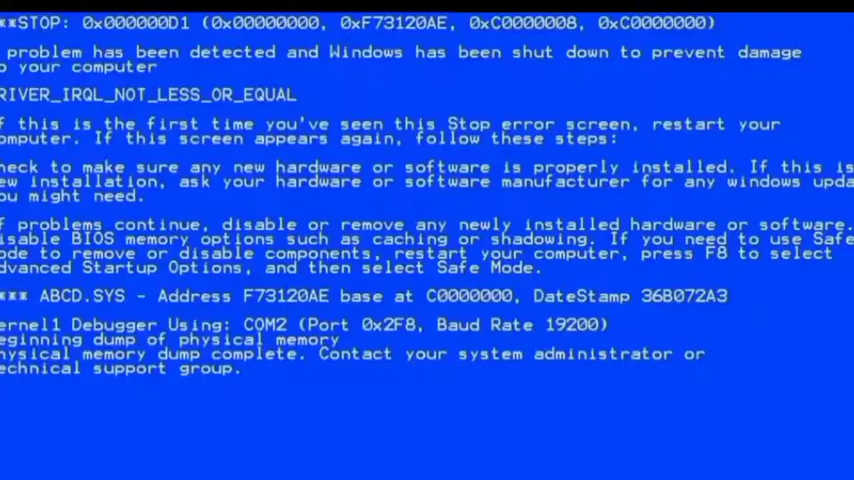 **STOP: 0x000000D1 (0x00000000, 0xF73120AE, 0xC0000008, 0xC0000000)
problem has been detected and Windows has been shut down to prevent damage
o your computer
RIVER_IRQL_NOT_LESS_OR_EQUAL
f this is the first time you've seen this Stop error screen, restart your
omputer. If this screen appears again, follow these steps:
heck to make sure any new hardware or software is properly installed. If this is
ew installation, ask your hardware or software manufacturer for any windows upda
ou might need.
f problems continue, disable or remove any newly installed hardware or software.
isable BIOS memory options such as caching or shadowing. If you need to use Safe
ode to remove or disable components, restart your computer, press F8 to select
dvanced Startup Options, and then select Safe Mode.
*** ABCD.SYS - Address F73120AE base at C0000000, DateStamp 36B072A3
ernel1 Debugger Using: COM2 (Port 0x2F8, Baud Rate 19200)
eginning dump of physical memory
hysical memory dump complete. Contact your system administrator or
echnical support group.